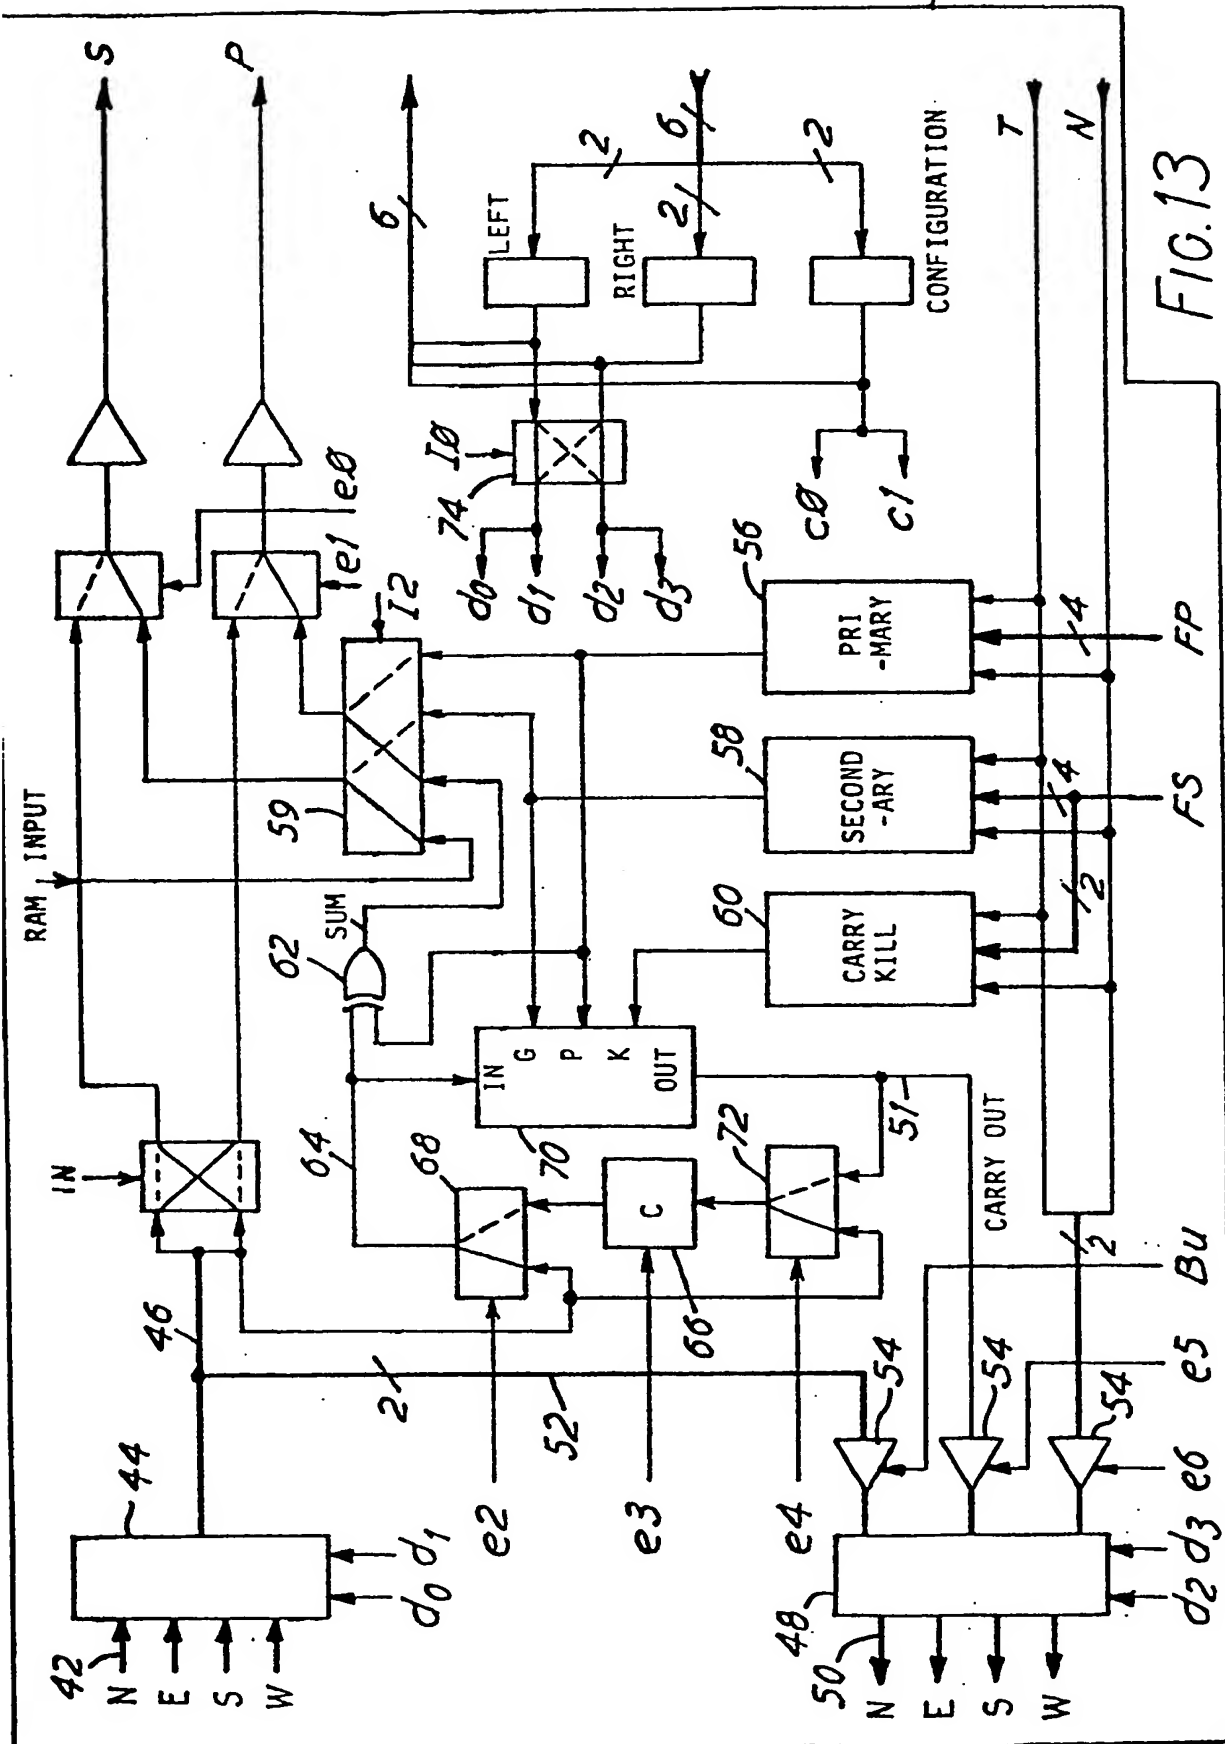 S
P
RAM, INPUT
IN
e0
e1
I2
59
62
SUM
46
44
42
N
E
S
W
d0
d1
64
68
IN
G
P
K
OUT
70
C
66
72
51
CARRY OUT
2
52
e2
e3
e4
54
54
54
48
50
N
E
S
W
d2
d3
e6
e5
Bu
2
60
CARRY
KILL
58
SECOND
-ARY
56
PRI
-MARY
2
4
4
FS
FP
6
LEFT
RIGHT
CONFIGURATION
2
2
2
6
I0
74
d0
d1
d2
d3
c0
c1
T
N
FIG.13